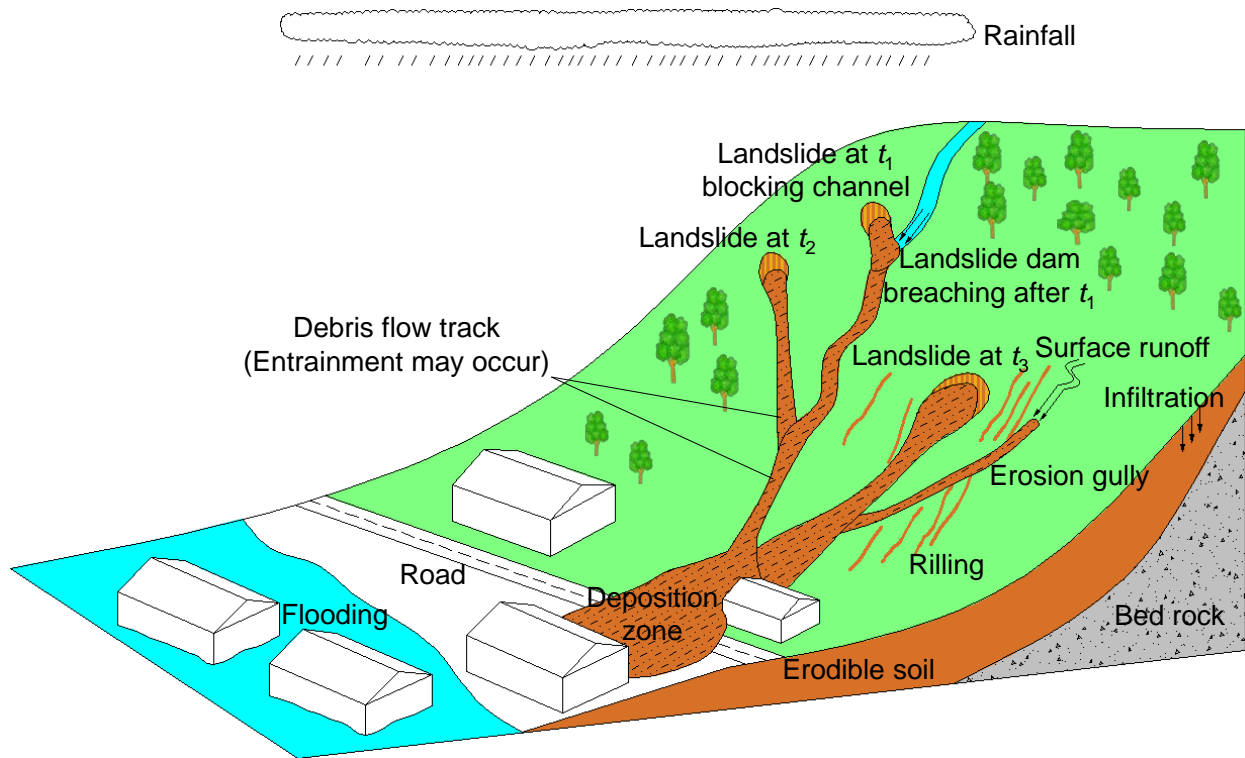 Rainfall
Landslide at t₁
blocking channel
Landslide at t₂
Landslide dam
breaching after t₁
Debris flow track
(Entrainment may occur)
Landslide at t₃
Surface runoff
Infiltration
Erosion gully
Rilling
Road
Deposition
zone
Flooding
Bed rock
Erodible soil